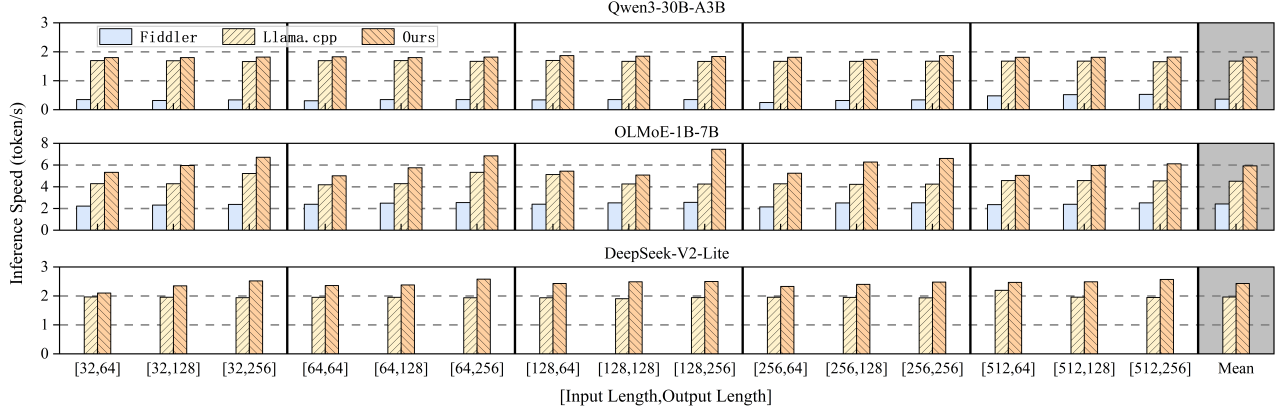 Qwen3-30B-A3B
Fiddler Llama.cpp Ours
3
2
1
0
OLMoE-1B-7B
8
6
4
2
0
DeepSeek-V2-Lite
3
2
1
0
Inference Speed (token/s)
[32,64] [32,128] [32,256] [64,64] [64,128] [64,256] [128,64] [128,128] [128,256] [256,64] [256,128] [256,256] [512,64] [512,128] [512,256] Mean
[Input Length,Output Length]